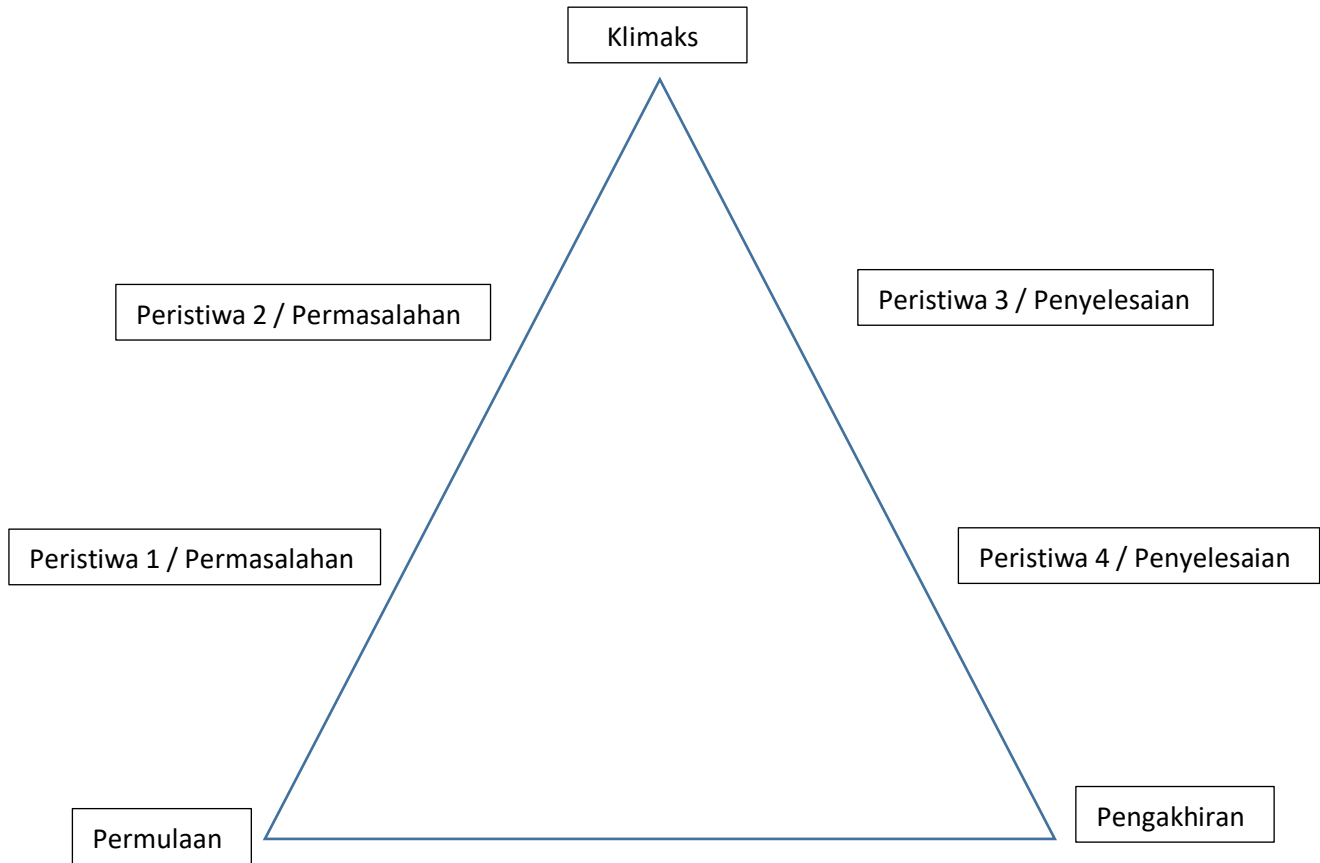 Klimaks
Peristiwa 2 / Permasalahan
Peristiwa 3 / Penyelesaian
Peristiwa 1 / Permasalahan
Peristiwa 4 / Penyelesaian
Permulaan
Pengakhiran